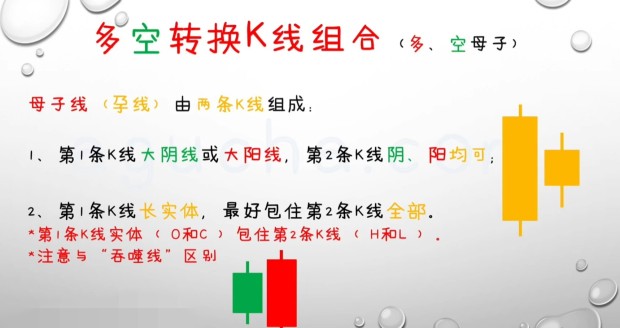 多空转换K线组合（多、空母子）
母子线（孕线）由两条K线组成：
1、第1条K线大阴线或大阳线，第2条K线阴、阳均可；
2、第1条K线长实体，最好包住第2条K线全部。
*第1条K线实体（O和C）包住第2条K线（H和L）.
*注意与“吞噬线”区别